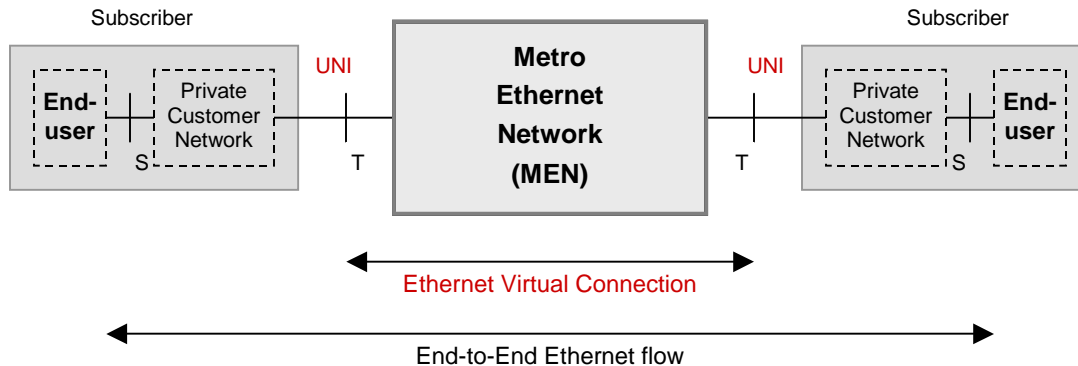 Subscriber
Subscriber
UNI
UNI
End-
user
Private
Customer
Network
S
T
Metro
Ethernet
Network
(MEN)
T
Private
Customer
Network
S
End-
user
Ethernet Virtual Connection
End-to-End Ethernet flow